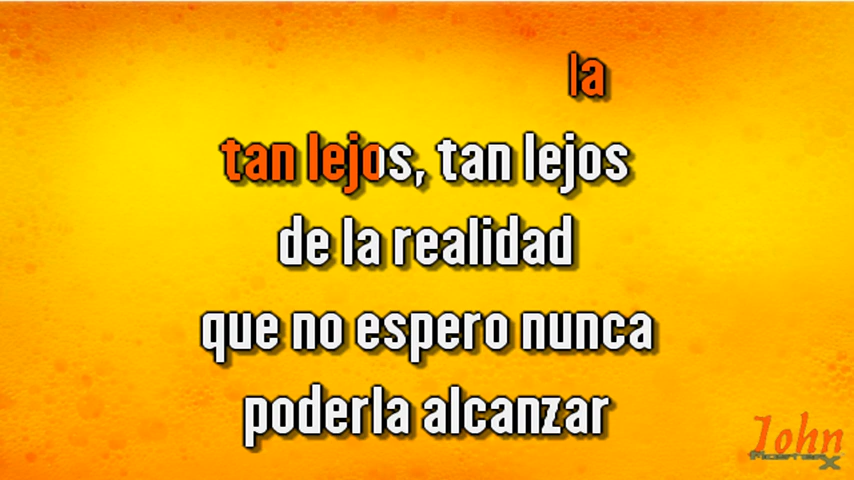 la
tan lejos, tan lejos
de la realidad
que no espero nunca
poderla alcanzar
John